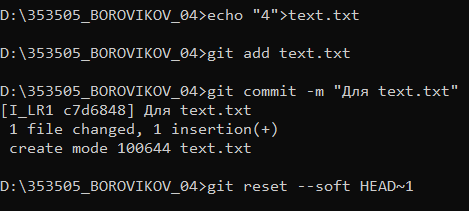 D:\353505_BOROVIKOV_04>echo "4">text.txt
D:\353505_BOROVIKOV_04>git add text.txt
D:\353505_BOROVIKOV_04>git commit -m "Для text.txt"
[I_LR1 c7d6848] Для text.txt
1 file changed, 1 insertion(+)
create mode 100644 text.txt
D:\353505_BOROVIKOV_04>git reset --soft HEAD~1